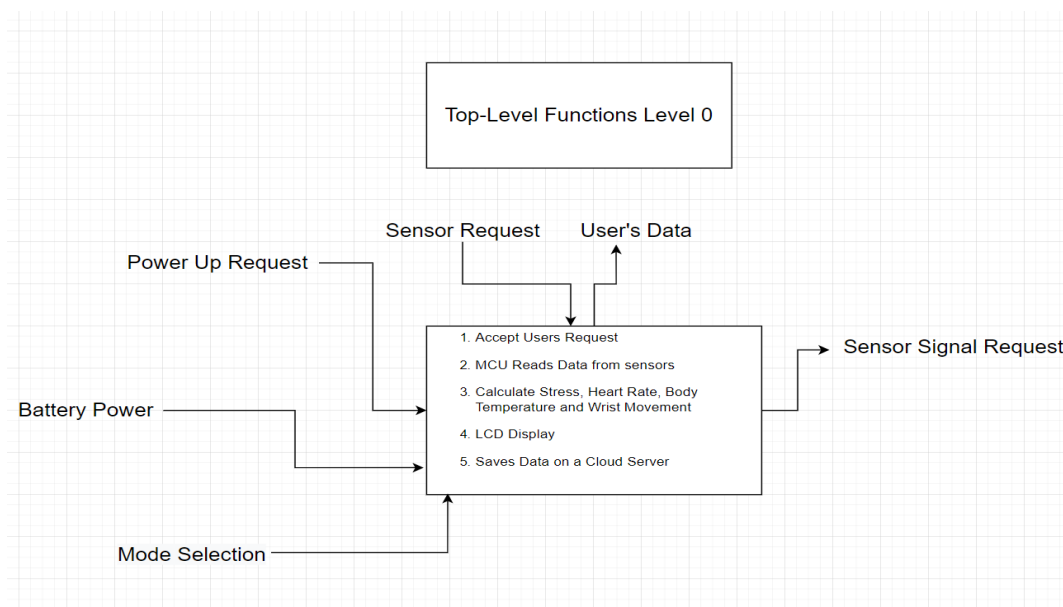 Top-Level Functions Level 0
Sensor Request
User's Data
Power Up Request
1. Accept Users Request
2. MCU Reads Data from sensors
3. Calculate Stress, Heart Rate, Body
Temperature and Wrist Movement
4. LCD Display
5. Saves Data on a Cloud Server
Sensor Signal Request
Battery Power
Mode Selection